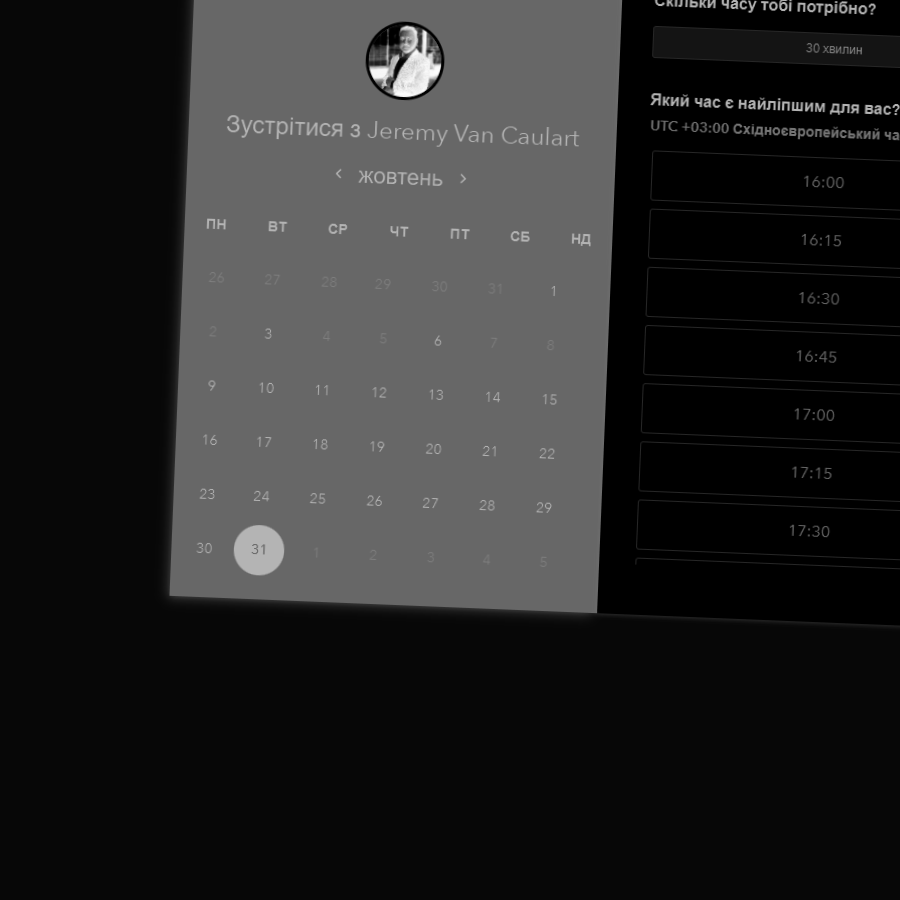 Зустрітися з Jeremy Van Caulart
‹ жовтень ›
ПН ВТ СР ЧТ ПТ СБ НД
26 27 28 29 30 31 1
2 3 4 5 6 7 8
9 10 11 12 13 14 15
16 17 18 19 20 21 22
23 24 25 26 27 28 29
30 31 1 2 3 4 5
Скільки часу тобі потрібно?
30 хвилин
Який час є найліпшим для вас?
UTC +03:00 Східноєвропейський ча
16:00
16:15
16:30
16:45
17:00
17:15
17:30